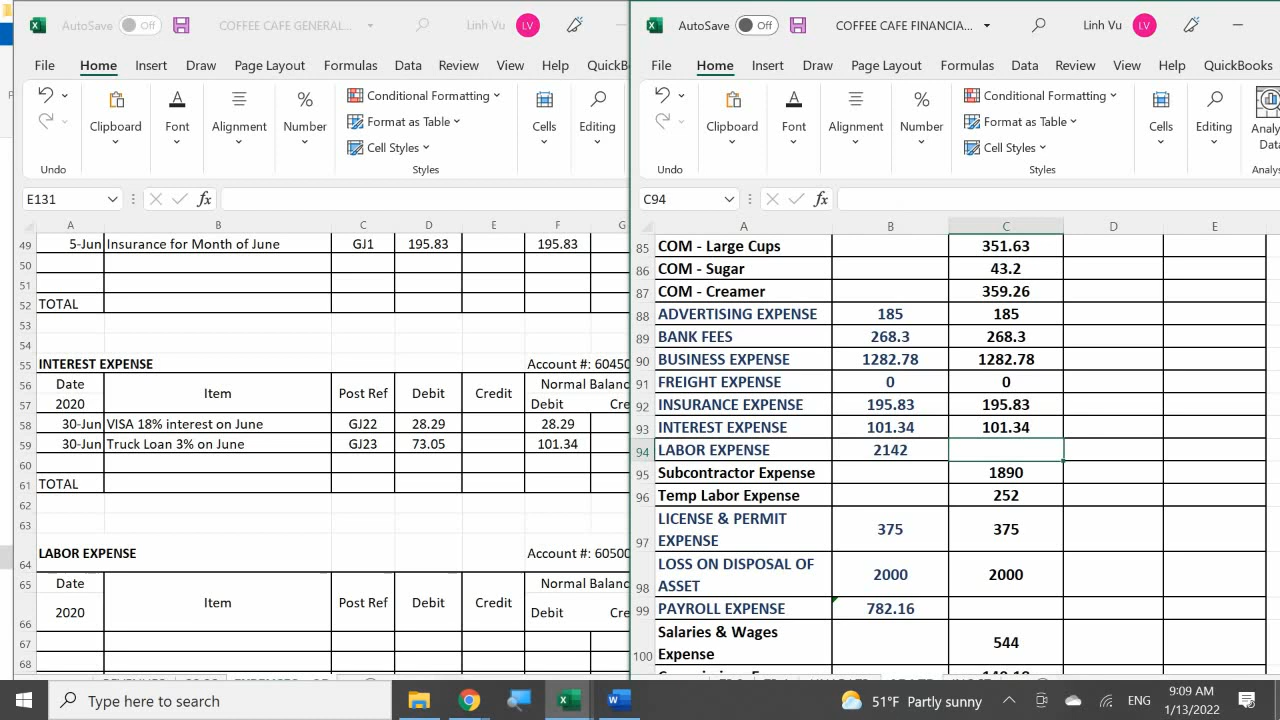 AutoSave Off COFFEE CAFE GENERAL... Linh Vu LV
File Home Insert Draw Page Layout Formulas Data Review View Help QuickB
Clipboard Font Alignment Number Conditional Formatting Format as Table Cell Styles Cells Editing
Undo Styles
E131 fx
A B C D E F G
49 5-Jun Insurance for Month of June GJ1 195.83 195.83
50
51
52 TOTAL
53
54
55 INTEREST EXPENSE Account #: 60450
56 Date Item Post Ref Debit Credit Normal Balanc
57 2020 Debit Cre
58 30-Jun VISA 18% interest on June GJ22 28.29 28.29
59 30-Jun Truck Loan 3% on June GJ23 73.05 101.34
60
61 TOTAL
62
63
64 LABOR EXPENSE Account #: 60500
65 Date Item Post Ref Debit Credit Normal Balanc
66 2020 Debit Cre
67
68
AutoSave Off COFFEE CAFE FINANCIA... Linh Vu LV
File Home Insert Draw Page Layout Formulas Data Review View Help QuickBooks
Clipboard Font Alignment Number Conditional Formatting Format as Table Cell Styles Cells Editing Analy Data
Undo Styles Analys
C94 fx
A B C D E
85 COM - Large Cups 351.63
86 COM - Sugar 43.2
87 COM - Creamer 359.26
88 ADVERTISING EXPENSE 185 185
89 BANK FEES 268.3 268.3
90 BUSINESS EXPENSE 1282.78 1282.78
91 FREIGHT EXPENSE 0 0
92 INSURANCE EXPENSE 195.83 195.83
93 INTEREST EXPENSE 101.34 101.34
94 LABOR EXPENSE 2142
95 Subcontractor Expense 1890
96 Temp Labor Expense 252
LICENSE & PERMIT
97 EXPENSE 375 375
LOSS ON DISPOSAL OF
98 ASSET 2000 2000
99 PAYROLL EXPENSE 782.16
Salaries & Wages
100 Expense 544
Type here to search 51°F Partly sunny ENG 9:09 AM
1/13/2022